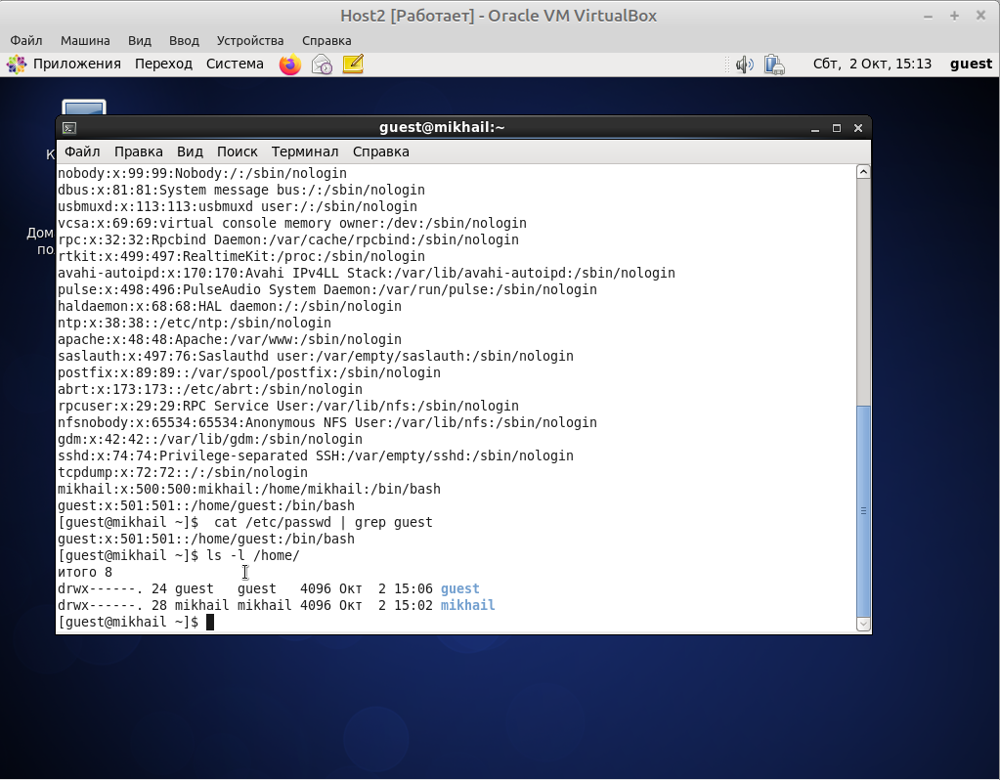 Host2 [Работает] - Oracle VM VirtualBox
Файл Машина Вид Ввод Устройства Справка
Приложения Переход Система Сбт, 2 Окт, 15:13 guest
К
Дом
по
guest@mikhail:~
Файл Правка Вид Поиск Терминал Справка
nobody:x:99:99:Nobody:/:/sbin/nologin
dbus:x:81:81:System message bus:/:/sbin/nologin
usbmuxd:x:113:113:usbmuxd user:/:/sbin/nologin
vcsa:x:69:69:virtual console memory owner:/dev:/sbin/nologin
rpc:x:32:32:Rpcbind Daemon:/var/cache/rpcbind:/sbin/nologin
rtkit:x:499:497:RealtimeKit:/proc:/sbin/nologin
avahi-autoipd:x:170:170:Avahi IPv4LL Stack:/var/lib/avahi-autoipd:/sbin/nologin
pulse:x:498:496:PulseAudio System Daemon:/var/run/pulse:/sbin/nologin
haldaemon:x:68:68:HAL daemon:/:/sbin/nologin
ntp:x:38:38::/etc/ntp:/sbin/nologin
apache:x:48:48:Apache:/var/www:/sbin/nologin
saslauth:x:497:76:Saslauthd user:/var/empty/saslauth:/sbin/nologin
postfix:x:89:89::/var/spool/postfix:/sbin/nologin
abrt:x:173:173::/etc/abrt:/sbin/nologin
rpcuser:x:29:29:RPC Service User:/var/lib/nfs:/sbin/nologin
nfsnobody:x:65534:65534:Anonymous NFS User:/var/lib/nfs:/sbin/nologin
gdm:x:42:42::/var/lib/gdm:/sbin/nologin
sshd:x:74:74:Privilege-separated SSH:/var/empty/sshd:/sbin/nologin
tcpdump:x:72:72::/:/sbin/nologin
mikhail:x:500:500:mikhail:/home/mikhail:/bin/bash
guest:x:501:501::/home/guest:/bin/bash
[guest@mikhail ~]$  cat /etc/passwd | grep guest
guest:x:501:501::/home/guest:/bin/bash
[guest@mikhail ~]$ ls -l /home/
итого 8
drwx------. 24 guest   guest   4096 Окт  2 15:06 guest
drwx------. 28 mikhail mikhail 4096 Окт  2 15:02 mikhail
[guest@mikhail ~]$